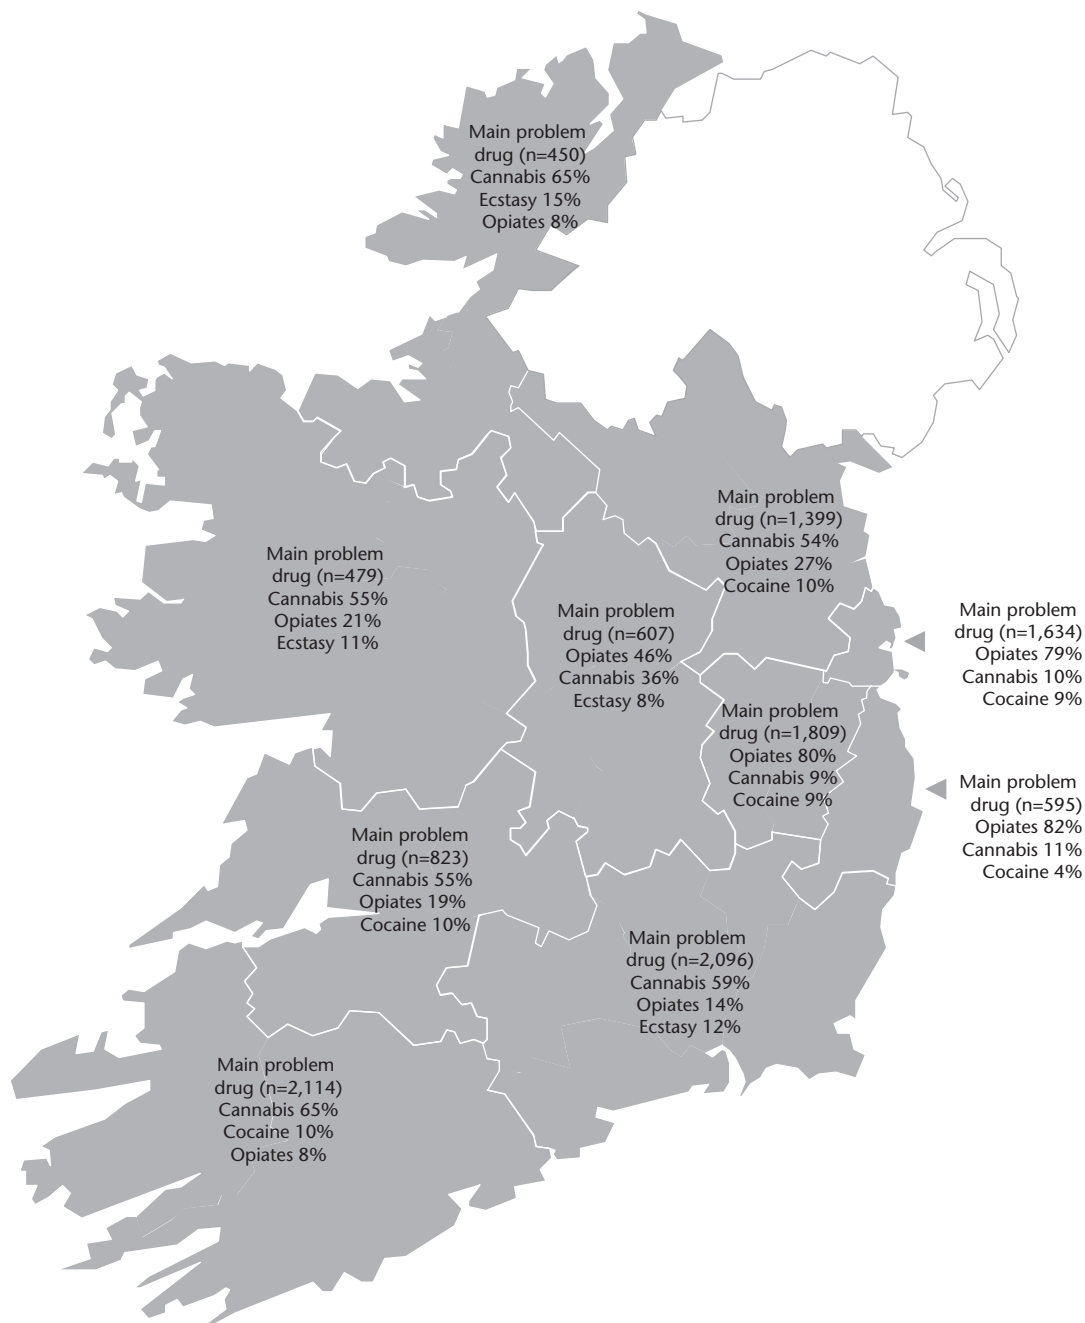 Main problem
drug (n=450)
Cannabis 65%
Ecstasy 15%
Opiates 8%
Main problem
drug (n=1,399)
Cannabis 54%
Opiates 27%
Cocaine 10%
Main problem
drug (n=479)
Cannabis 55%
Opiates 21%
Ecstasy 11%
Main problem
drug (n=607)
Opiates 46%
Cannabis 36%
Ecstasy 8%
Main problem
drug (n=1,634)
Opiates 79%
Cannabis 10%
Cocaine 9%
Main problem
drug (n=1,809)
Opiates 80%
Cannabis 9%
Cocaine 9%
Main problem
drug (n=595)
Opiates 82%
Cannabis 11%
Cocaine 4%
Main problem
drug (n=823)
Cannabis 55%
Opiates 19%
Cocaine 10%
Main problem
drug (n=2,096)
Cannabis 59%
Opiates 14%
Ecstasy 12%
Main problem
drug (n=2,114)
Cannabis 65%
Cocaine 10%
Opiates 8%